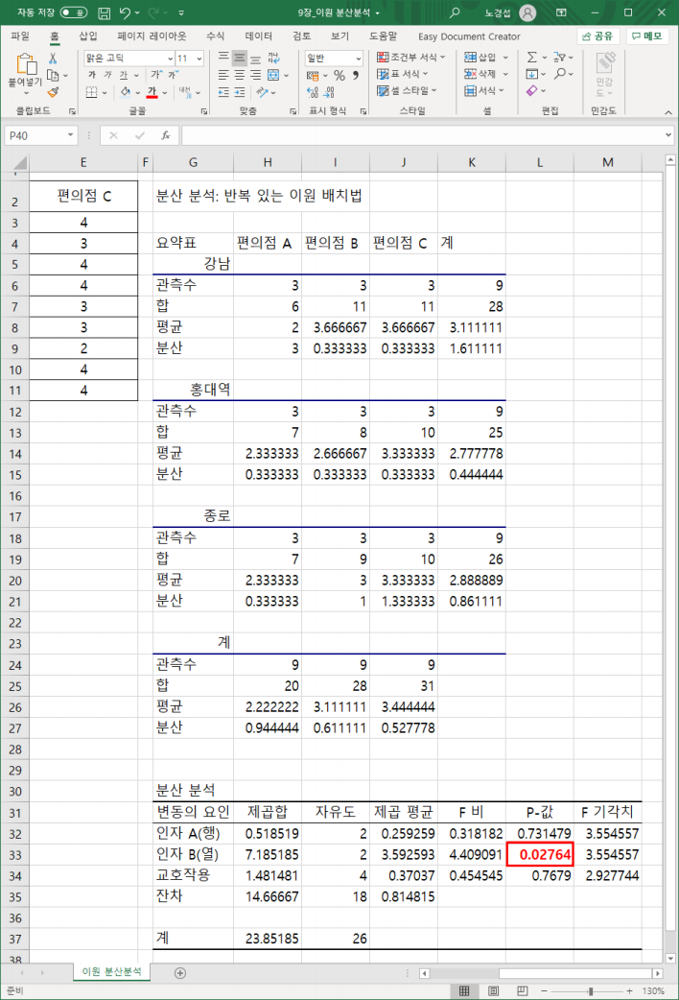 자동 저장 9장_이원 분산분석 노경섭
파일 홈 삽입 페이지 레이아웃 수식 데이터 검토 보기 도움말 Easy Document Creator 공유 메모
붙여넣기 맑은 고딕 11 가 가 가 가 가 가 내천 일반 % 조건부 서식 표 서식 셀 스타일 삽입 삭제 서식 민감도
클립보드 글꼴 맞춤 표시 형식 스타일 셀 편집 민감도
P40 fx
E F G H I J K L M
2 편의점 C 분산 분석: 반복 있는 이원 배치법
3 4
4 3 요약표 편의점 A 편의점 B 편의점 C 계
5 4 강남
6 4 관측수 3 3 3 9
7 3 합 6 11 11 28
8 3 평균 2 3.666667 3.666667 3.111111
9 2 분산 3 0.333333 0.333333 1.611111
10 4
11 4 홍대역
12 관측수 3 3 3 9
13 합 7 8 10 25
14 평균 2.333333 2.666667 3.333333 2.777778
15 분산 0.333333 0.333333 0.333333 0.444444
16
17 종로
18 관측수 3 3 3 9
19 합 7 9 10 26
20 평균 2.333333 3 3.333333 2.888889
21 분산 0.333333 1 1.333333 0.861111
22
23 계
24 관측수 9 9 9
25 합 20 28 31
26 평균 2.222222 3.111111 3.444444
27 분산 0.944444 0.611111 0.527778
28
29
30 분산 분석
31 변동의 요인 제곱합 자유도 제곱 평균 F 비 P-값 F 기각치
32 인자 A(행) 0.518519 2 0.259259 0.318182 0.731479 3.554557
33 인자 B(열) 7.185185 2 3.592593 4.409091 0.02764 3.554557
34 교호작용 1.481481 4 0.37037 0.454545 0.7679 2.927744
35 잔차 14.66667 18 0.814815
36
37 계 23.85185 26
38
이원 분산분석
준비 130%